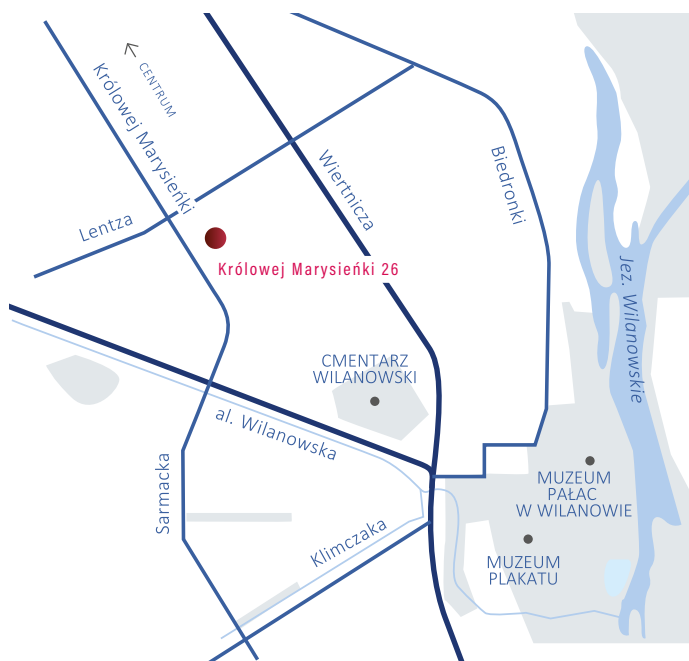 CENTRUM
Królowej Marysieńki
Wiertnicza
Biedronki
Lentza
Królowej Marysieńki 26
Jez. Wilanowskie
CMENTARZ
WILANOWSKI
al. Wilanowska
Sarmacka
MUZEUM
PAŁAC
W WILANOWIE
Klimczaka
MUZEUM
PLAKATU